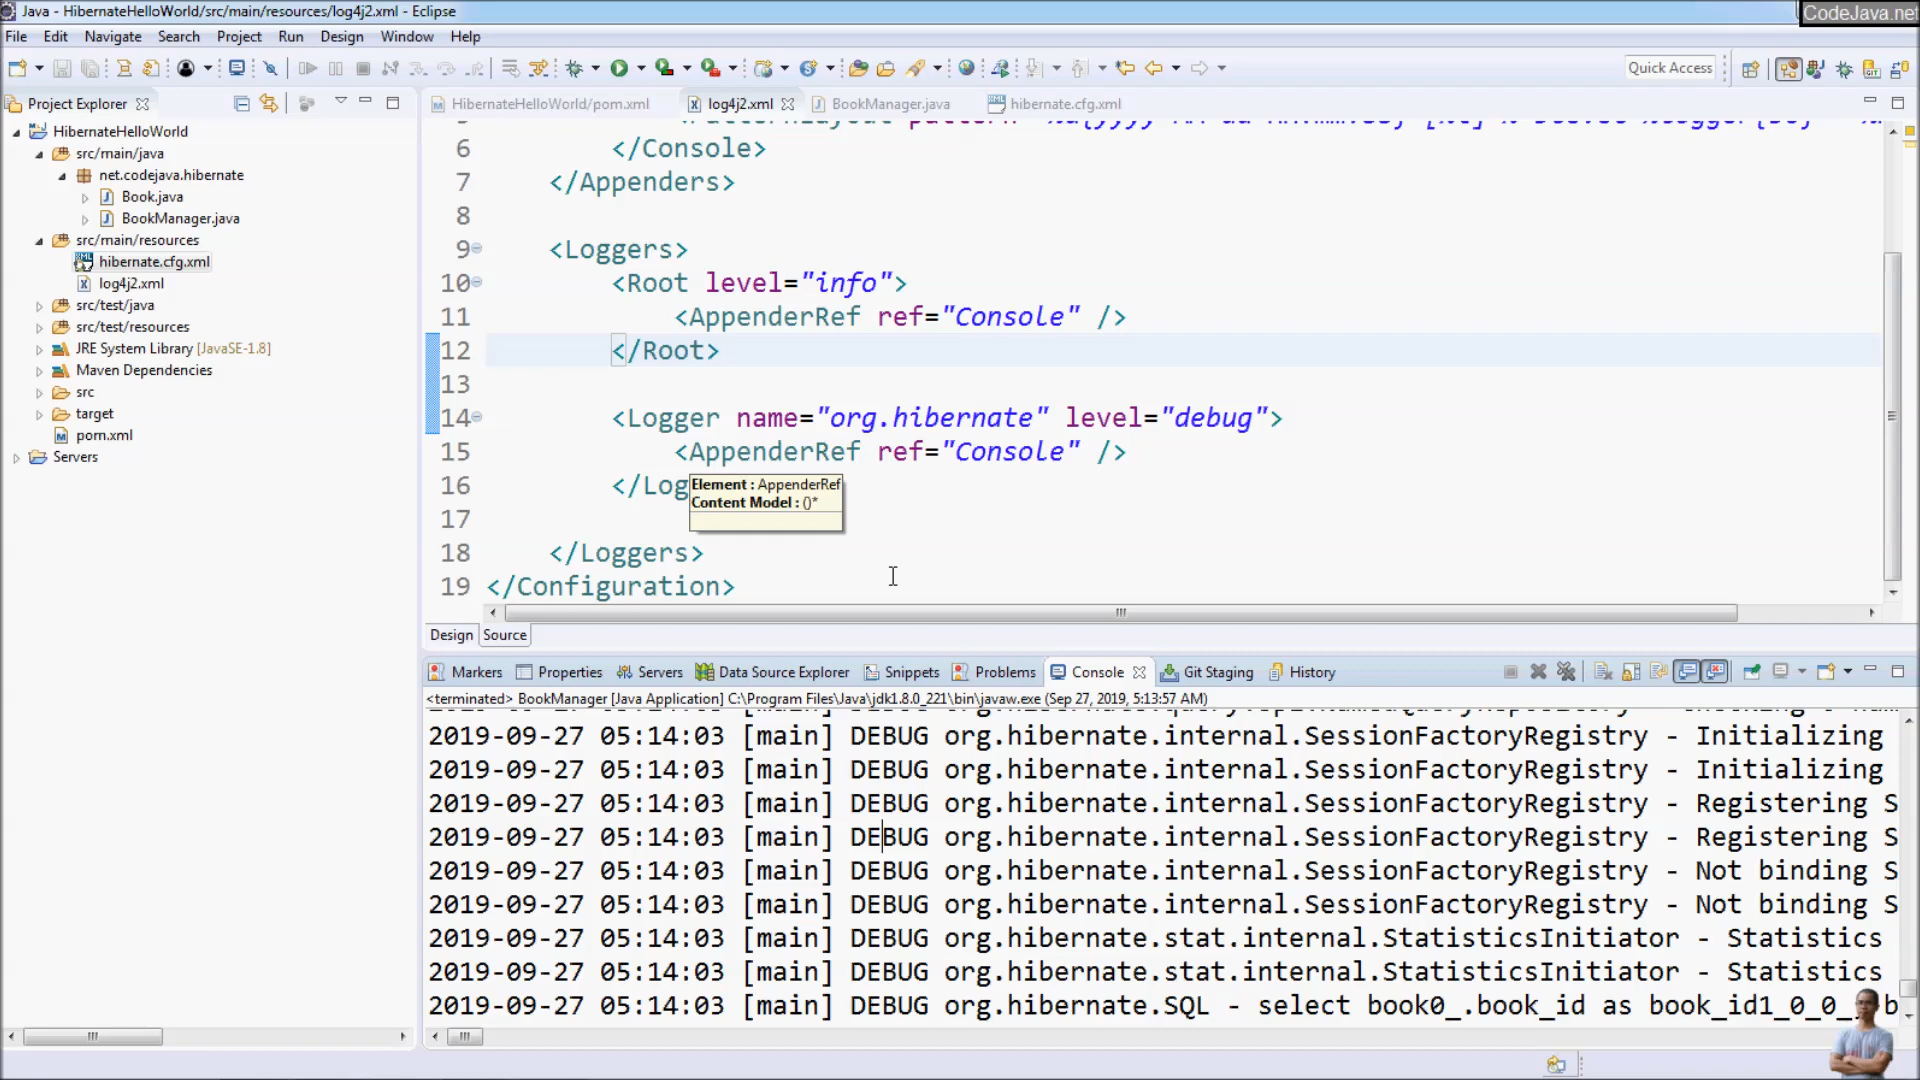 Java - HibernateHelloWorld/src/main/resources/log4j2.xml - Eclipse
CodeJava.net
File Edit Navigate Search Project Run Design Window Help
Quick Access
Project Explorer
HibernateHelloWorld/pom.xml log4j2.xml BookManager.java hibernate.cfg.xml
HibernateHelloWorld
src/main/java
net.codejava.hibernate
Book.java
BookManager.java
src/main/resources
hibernate.cfg.xml
log4j2.xml
src/test/java
src/test/resources
JRE System Library [JavaSE-1.8]
Maven Dependencies
src
target
pom.xml
Servers
6 </Console>
7 </Appenders>
8
9 <Loggers>
10 <Root level="info">
11 <AppenderRef ref="Console" />
12 </Root>
13
14 <Logger name="org.hibernate" level="debug">
15 <AppenderRef ref="Console" />
16 </Log
Element : AppenderRef
Content Model : ()*
17
18 </Loggers>
19 </Configuration>
Design Source
Markers Properties Servers Data Source Explorer Snippets Problems Console Git Staging History
<terminated> BookManager [Java Application] C:\Program Files\Java\jdk1.8.0_221\bin\javaw.exe (Sep 27, 2019, 5:13:57 AM)
2019-09-27 05:14:03 [main] DEBUG org.hibernate.internal.SessionFactoryRegistry - Initializing
2019-09-27 05:14:03 [main] DEBUG org.hibernate.internal.SessionFactoryRegistry - Initializing
2019-09-27 05:14:03 [main] DEBUG org.hibernate.internal.SessionFactoryRegistry - Registering S
2019-09-27 05:14:03 [main] DEBUG org.hibernate.internal.SessionFactoryRegistry - Registering S
2019-09-27 05:14:03 [main] DEBUG org.hibernate.internal.SessionFactoryRegistry - Not binding S
2019-09-27 05:14:03 [main] DEBUG org.hibernate.internal.SessionFactoryRegistry - Not binding S
2019-09-27 05:14:03 [main] DEBUG org.hibernate.stat.internal.StatisticsInitiator - Statistics
2019-09-27 05:14:03 [main] DEBUG org.hibernate.stat.internal.StatisticsInitiator - Statistics
2019-09-27 05:14:03 [main] DEBUG org.hibernate.SQL - select book0_.book_id as book_id1_0_0_, b